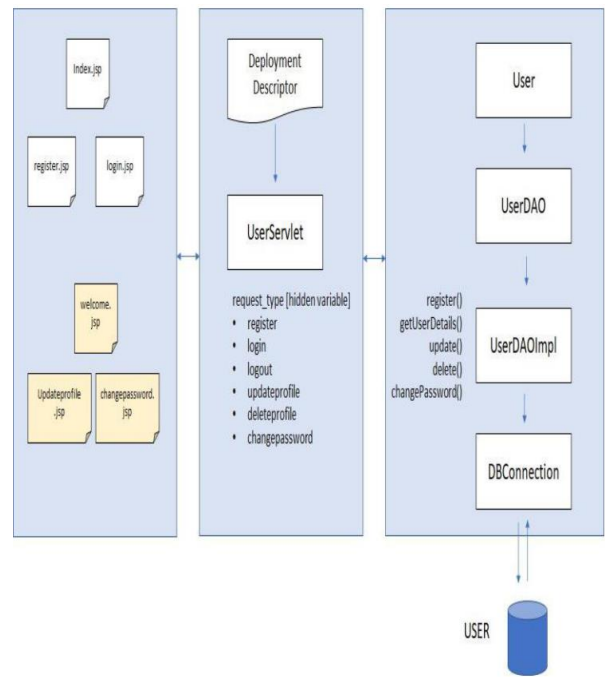 Index.jsp
register.jsp
login.jsp
welcome.
jsp
Updateprofile
.jsp
changepassword.
jsp
Deployment
Descriptor
UserServlet
request_type [hidden variable]
• register
• login
• logout
• updateprofile
• deleteprofile
• changepassword
User
UserDAO
register()
getUserDetails()
update()
delete()
changePassword()
UserDAOImpl
DBConnection
USER